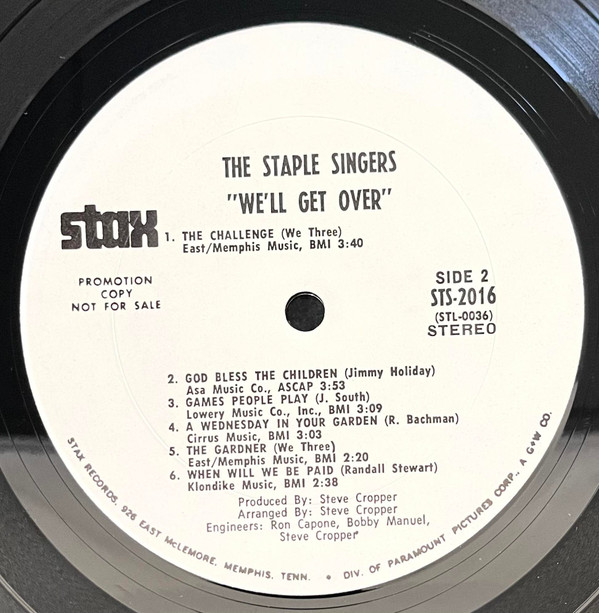 THE STAPLE SINGERS
"WE'LL GET OVER"
stax
1. THE CHALLENGE (We Three)
East/Memphis Music, BMI 3:40
PROMOTION
COPY
NOT FOR SALE
SIDE 2
STS-2016
(STL-0036)
STEREO
2. GOD BLESS THE CHILDREN (Jimmy Holiday)
Asa Music Co., ASCAP 3:53
3. GAMES PEOPLE PLAY (J. South)
Lowery Music Co., Inc., BMI 3:09
4. A WEDNESDAY IN YOUR GARDEN (R. Bachman)
Cirrus Music, BMI 3:03
5. THE GARDNER (We Three)
East/Memphis Music, BMI 2:20
6. WHEN WILL WE BE PAID (Randall Stewart)
Klondike Music, BMI 2:38
Produced By: Steve Cropper
Arranged By: Steve Cropper
Engineers: Ron Capone, Bobby Manuel,
Steve Cropper
STAX RECORDS, 926 EAST McLEMORE, MEMPHIS, TENN. • DIV. OF PARAMOUNT PICTURES CORP., A G+W CO.